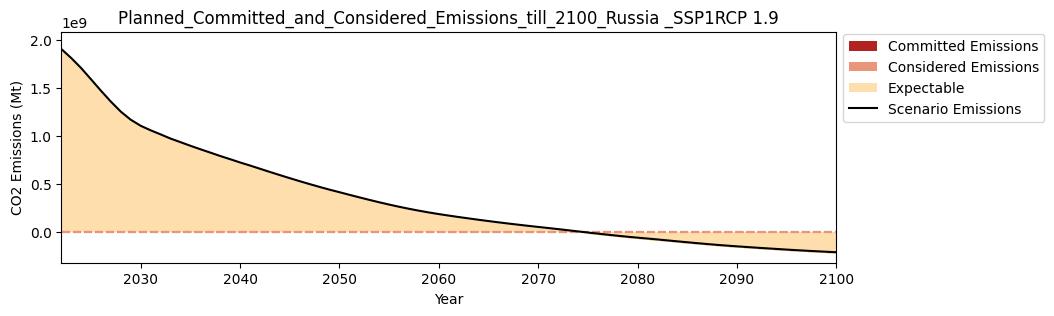 Planned_Committed_and_Considered_Emissions_till_2100_Russia _SSP1RCP 1.9
1e9
2.0
1.5
1.0
0.5
0.0
CO2 Emissions (Mt)
2030 2040 2050 2060 2070 2080 2090 2100
Year
Committed Emissions
Considered Emissions
Expectable
Scenario Emissions